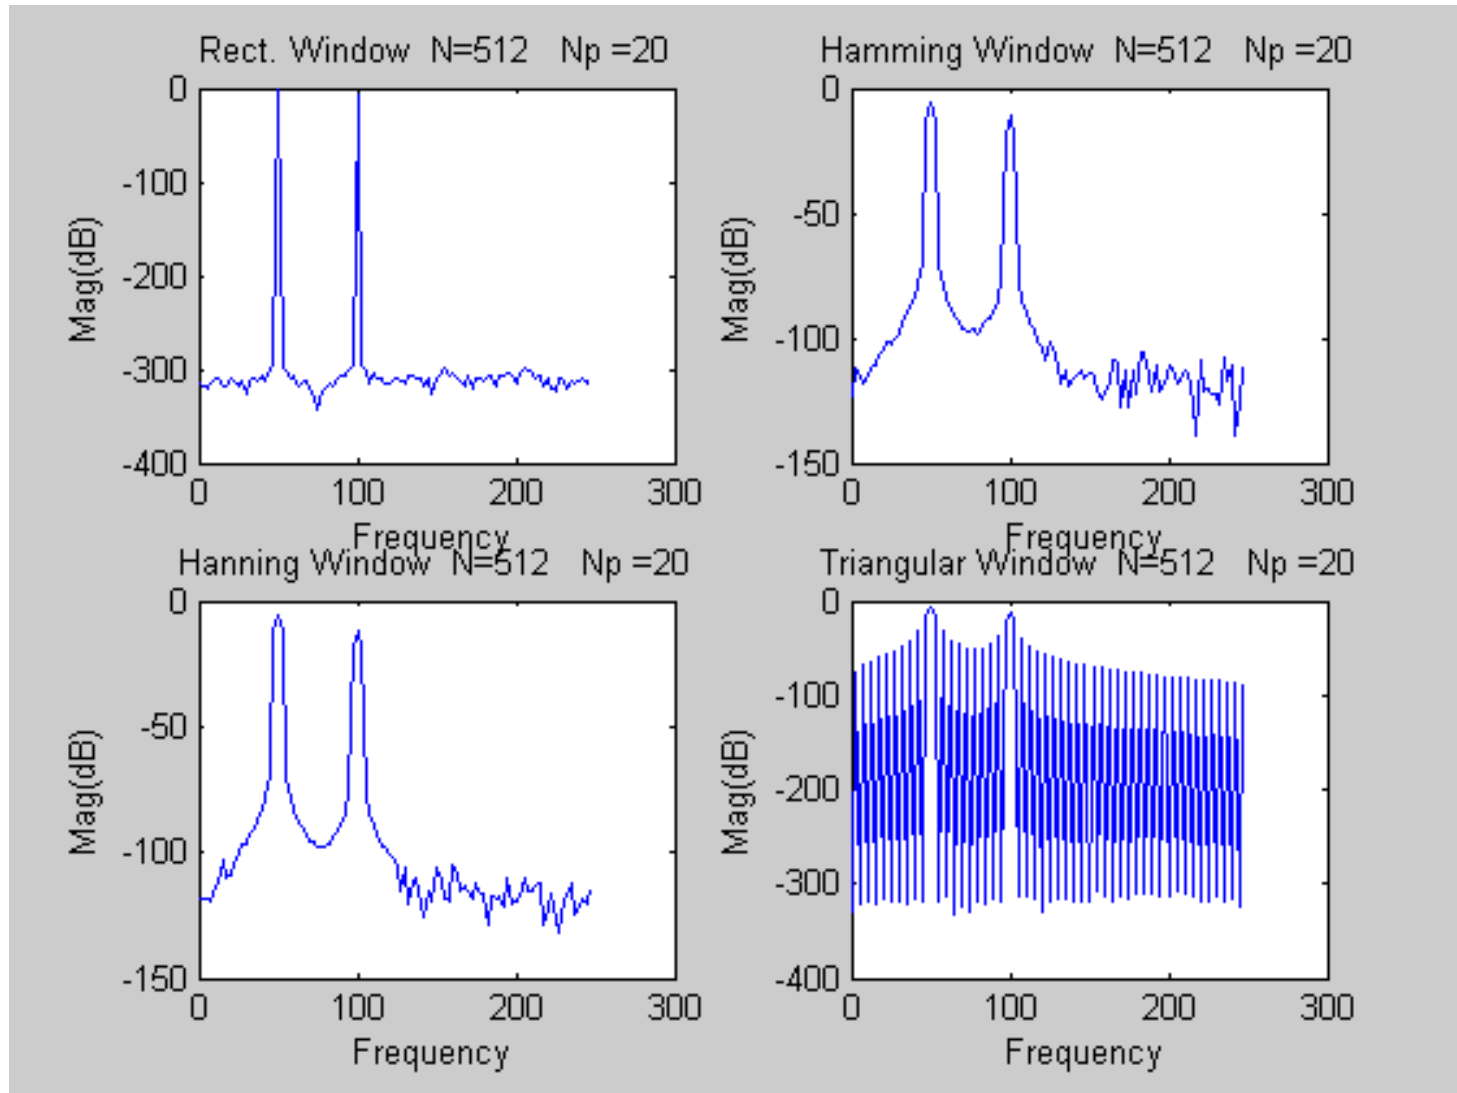 Rect. Window N=512 Np =20
0
-100
-200
-300
-400
Mag(dB)
0 100 200 300
Frequency
Hamming Window N=512 Np =20
0
-50
-100
-150
Mag(dB)
0 100 200 300
Frequency
Hanning Window N=512 Np =20
0
-50
-100
-150
Mag(dB)
0 100 200 300
Frequency
Triangular Window N=512 Np =20
0
-100
-200
-300
-400
Mag(dB)
0 100 200 300
Frequency